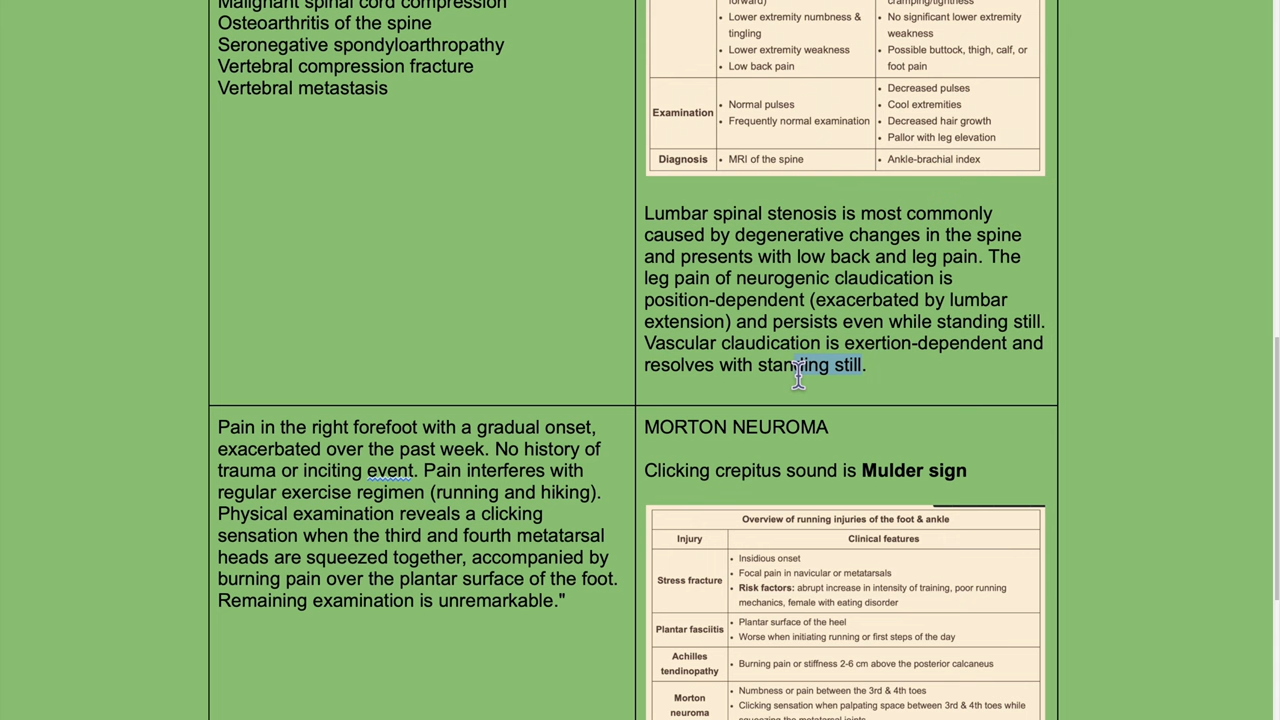 Malignant spinal cord compression
Osteoarthritis of the spine
Seronegative spondyloarthropathy
Vertebral compression fracture
Vertebral metastasis
forward)
Lower extremity numbness &
tingling
Lower extremity weakness
Low back pain
cramping/tightness
No significant lower extremity
weakness
Possible buttock, thigh, calf, or
foot pain
Examination
Normal pulses
Frequently normal examination
Decreased pulses
Cool extremities
Decreased hair growth
Pallor with leg elevation
Diagnosis
MRI of the spine
Ankle-brachial index
Lumbar spinal stenosis is most commonly
caused by degenerative changes in the spine
and presents with low back and leg pain. The
leg pain of neurogenic claudication is
position-dependent (exacerbated by lumbar
extension) and persists even while standing still.
Vascular claudication is exertion-dependent and
resolves with standing still.
Pain in the right forefoot with a gradual onset,
exacerbated over the past week. No history of
trauma or inciting event. Pain interferes with
regular exercise regimen (running and hiking).
Physical examination reveals a clicking
sensation when the third and fourth metatarsal
heads are squeezed together, accompanied by
burning pain over the plantar surface of the foot.
Remaining examination is unremarkable."
MORTON NEUROMA
Clicking crepitus sound is Mulder sign
Overview of running injuries of the foot & ankle
Injury
Clinical features
Stress fracture
Insidious onset
Focal pain in navicular or metatarsals
Risk factors: abrupt increase in intensity of training, poor running
mechanics, female with eating disorder
Plantar fasciitis
Plantar surface of the heel
Worse when initiating running or first steps of the day
Achilles
tendinopathy
Burning pain or stiffness 2-6 cm above the posterior calcaneus
Morton
neuroma
Numbness or pain between the 3rd & 4th toes
Clicking sensation when palpating space between 3rd & 4th toes while
squeezing the metatarsal joints